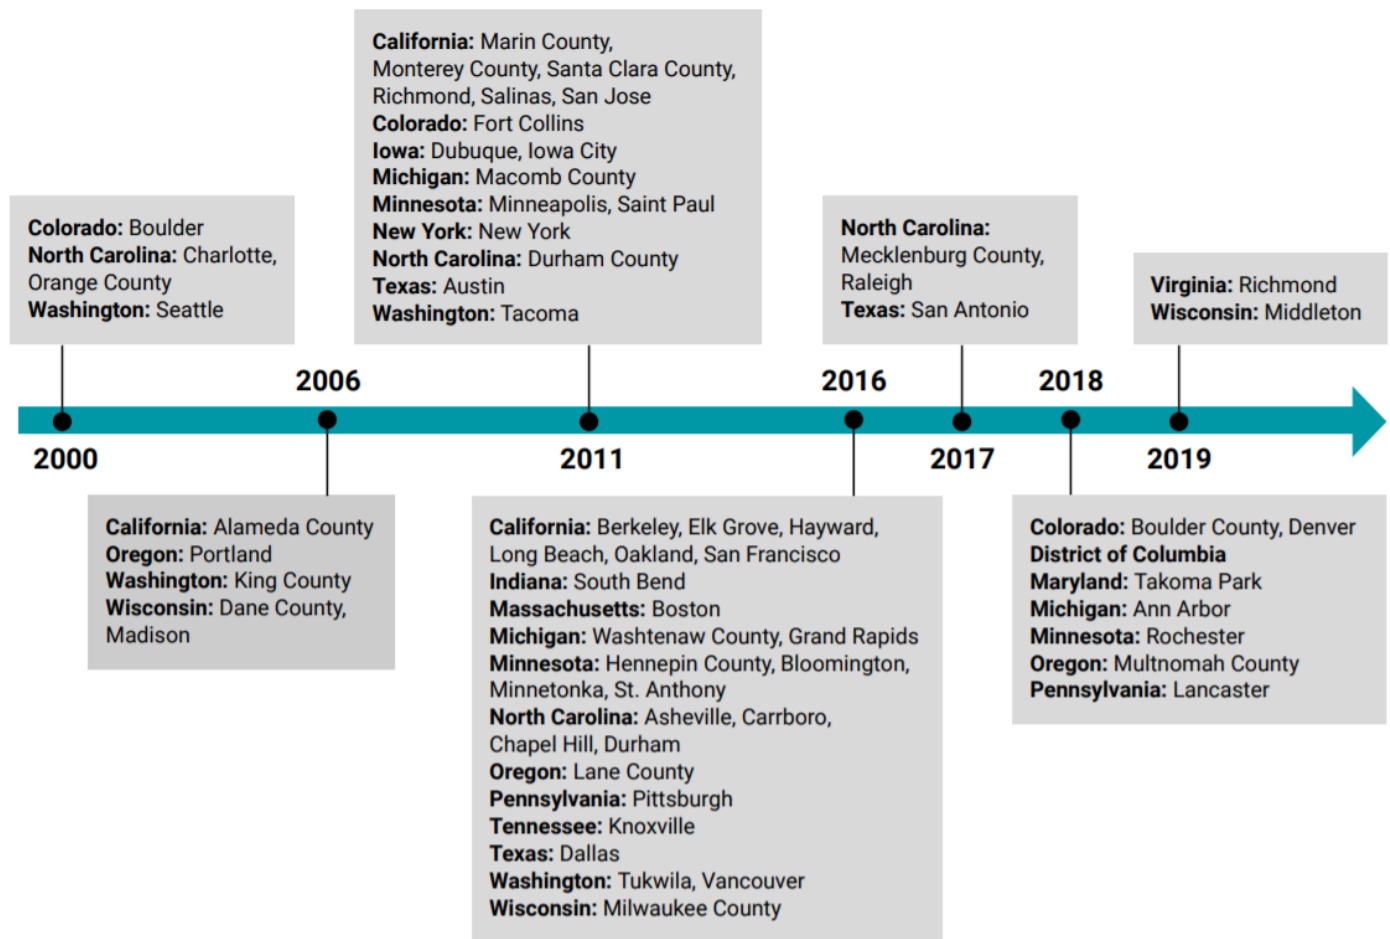 California: Marin County,
Monterey County, Santa Clara County,
Richmond, Salinas, San Jose
Colorado: Fort Collins
Iowa: Dubuque, Iowa City
Michigan: Macomb County
Minnesota: Minneapolis, Saint Paul
New York: New York
North Carolina: Durham County
Texas: Austin
Washington: Tacoma
Colorado: Boulder
North Carolina: Charlotte,
Orange County
Washington: Seattle
North Carolina:
Mecklenburg County,
Raleigh
Texas: San Antonio
Virginia: Richmond
Wisconsin: Middleton
2006
2016
2018
2000
2011
2017
2019
California: Alameda County
Oregon: Portland
Washington: King County
Wisconsin: Dane County,
Madison
California: Berkeley, Elk Grove, Hayward,
Long Beach, Oakland, San Francisco
Indiana: South Bend
Massachusetts: Boston
Michigan: Washtenaw County, Grand Rapids
Minnesota: Hennepin County, Bloomington,
Minnetonka, St. Anthony
North Carolina: Asheville, Carrboro,
Chapel Hill, Durham
Oregon: Lane County
Pennsylvania: Pittsburgh
Tennessee: Knoxville
Texas: Dallas
Washington: Tukwila, Vancouver
Wisconsin: Milwaukee County
Colorado: Boulder County, Denver
District of Columbia
Maryland: Takoma Park
Michigan: Ann Arbor
Minnesota: Rochester
Oregon: Multnomah County
Pennsylvania: Lancaster